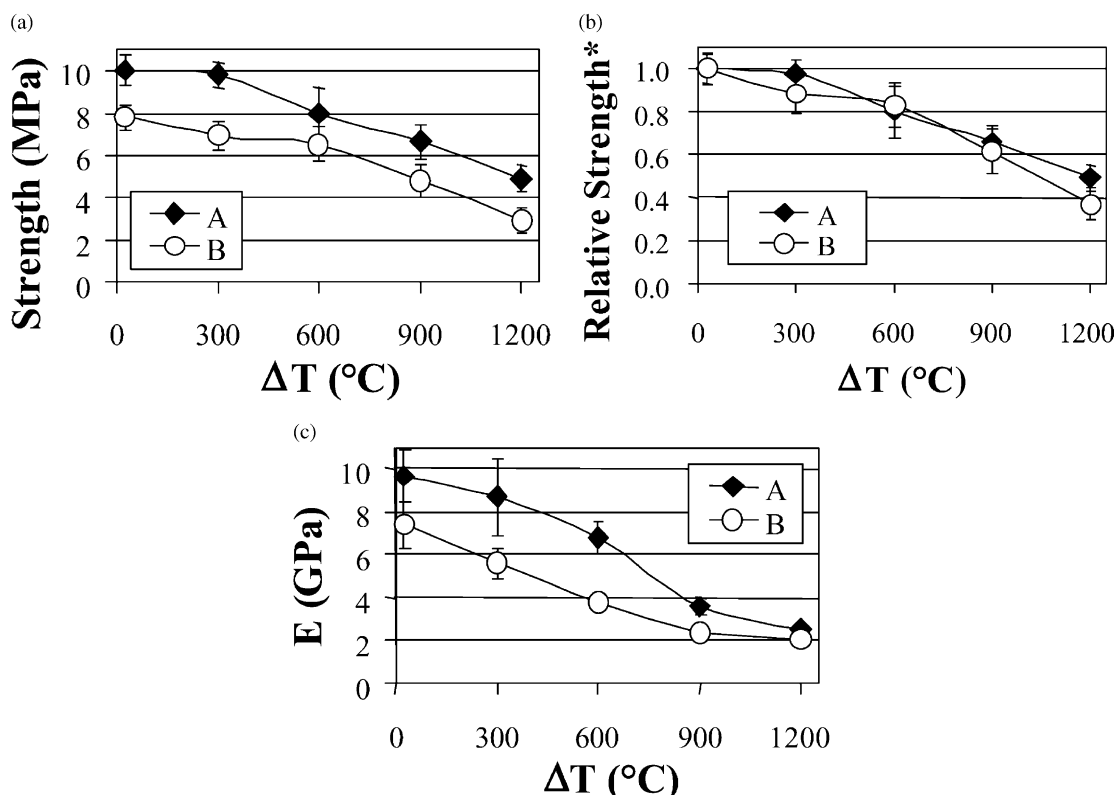 (a)
Strength (MPa)
10
8
6
4
2
0
A
B
0 300 600 900 1200
ΔT (°C)
(b)
Relative Strength*
1.0
0.8
0.6
0.4
0.2
0.0
A
B
0 300 600 900 1200
ΔT (°C)
(c)
E (GPa)
10
8
6
4
2
0
A
B
0 300 600 900 1200
ΔT (°C)